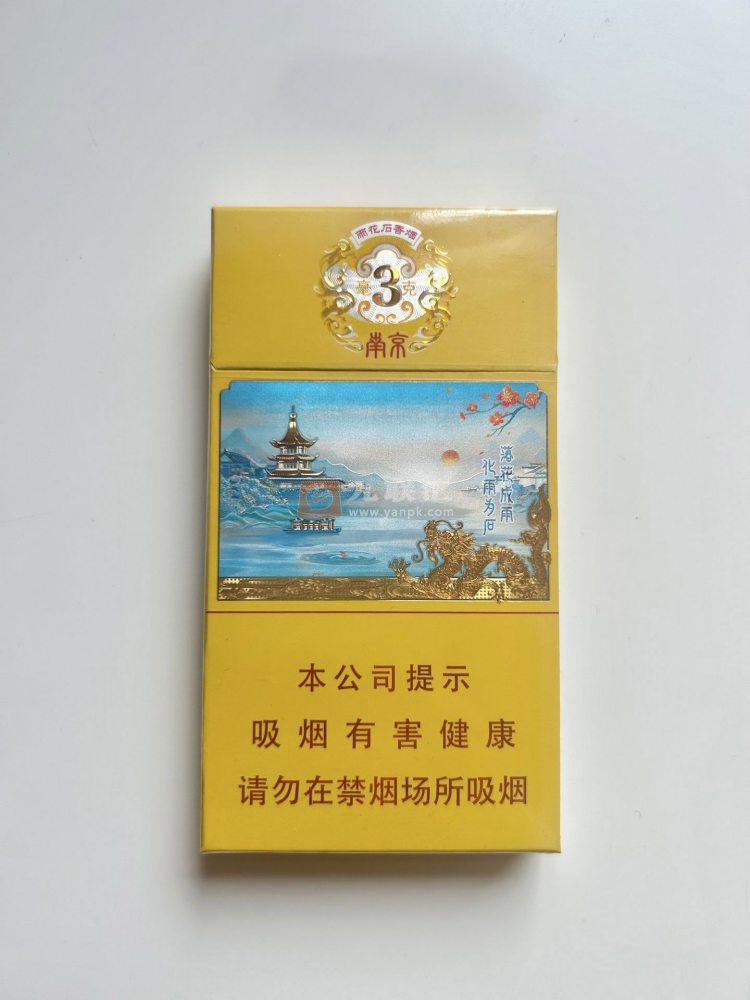 雨花石香烟
毫 3 克
南京
落花成雨
化雨为石
www.yanpk.com
本公司提示
吸烟有害健康
请勿在禁烟场所吸烟